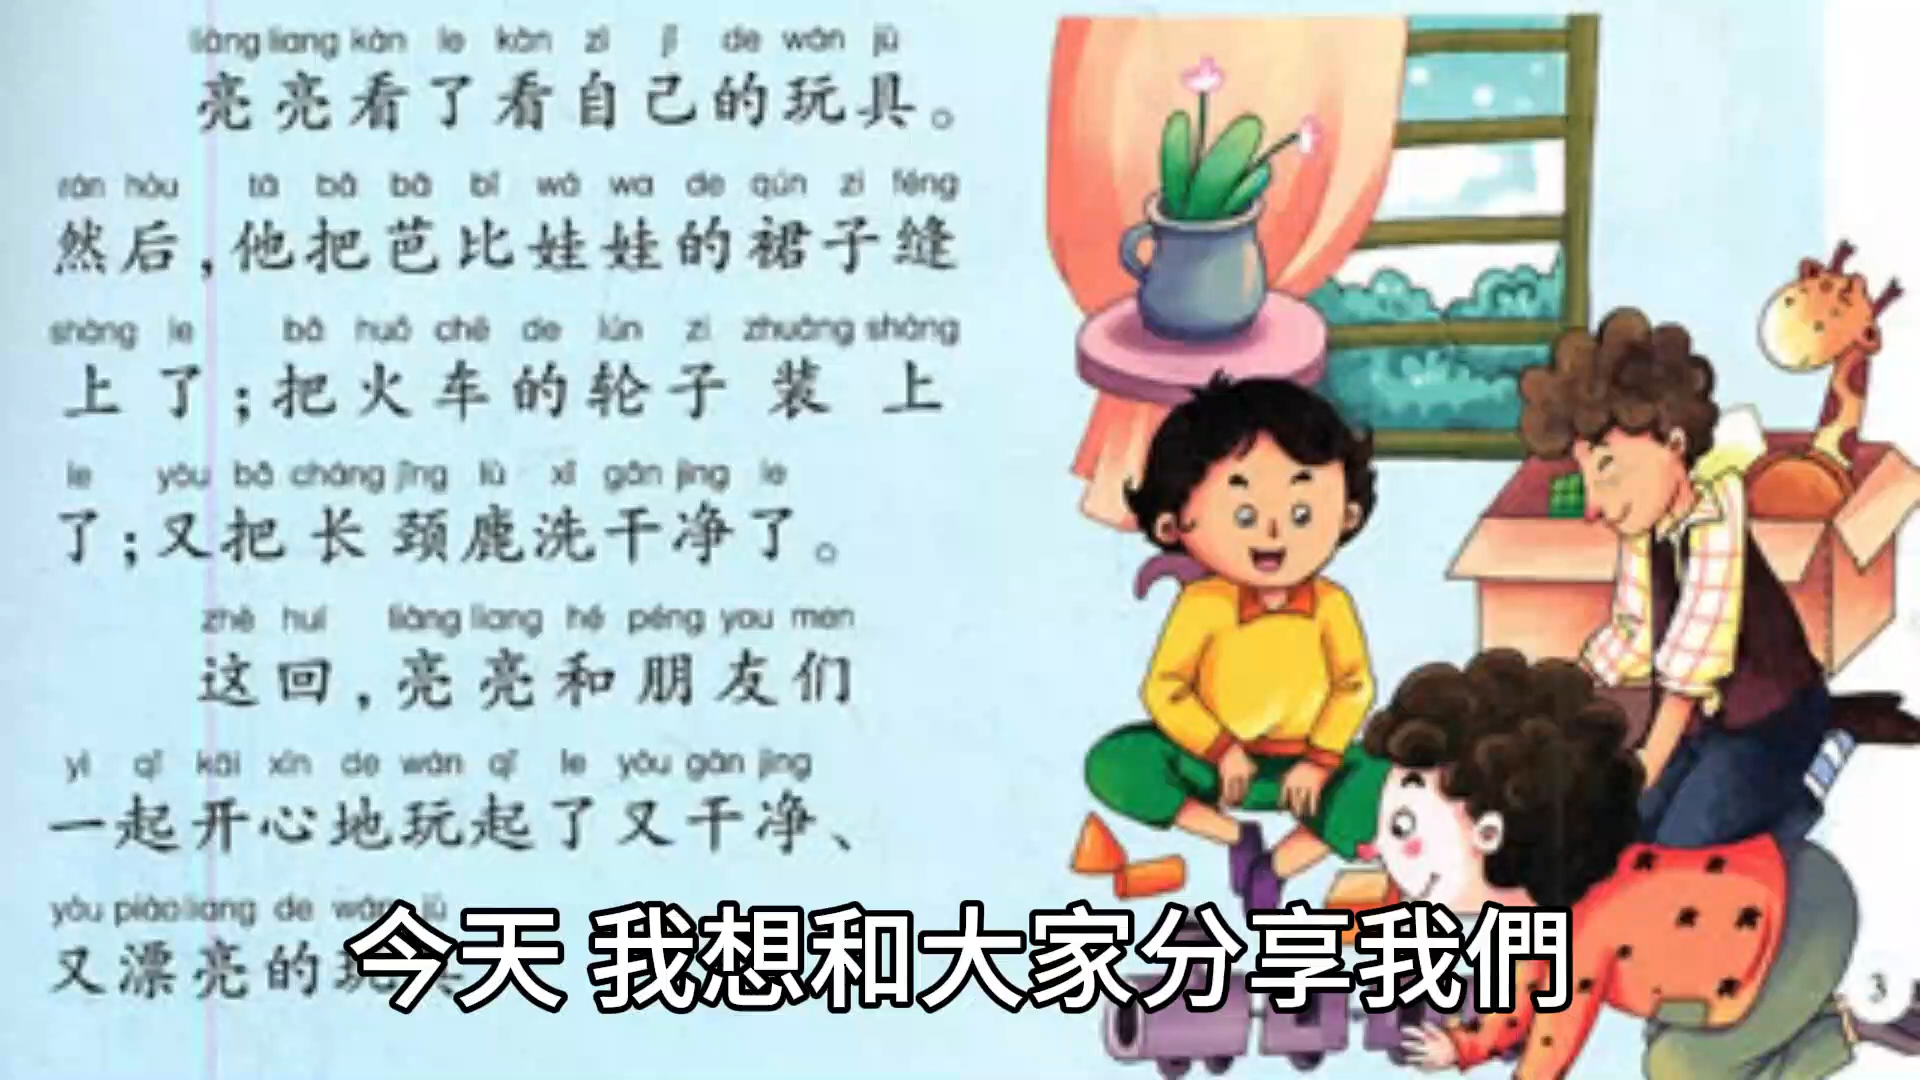 liàng liang kàn le kàn zì jǐ de wán jù
亮亮看了看自己的玩具。
rán hòu tā bǎ bā bǐ wá wa de qún zi féng
然后,他把芭比娃娃的裙子缝
shàng le bǎ huǒ chē de lún zi zhuāng shàng
上了;把火车的轮子装上
le yòu bǎ cháng jǐng lù xǐ gān jìng le
了;又把长颈鹿洗干净了。
zhè huí liàng liang hé péng you men
这回,亮亮和朋友们
yì qǐ kāi xīn de wán qǐ le yòu gān jìng
一起开心地玩起了又干净、
yòu piào liang de wán jù
又漂亮的玩
今天 我想和大家分享我們
3